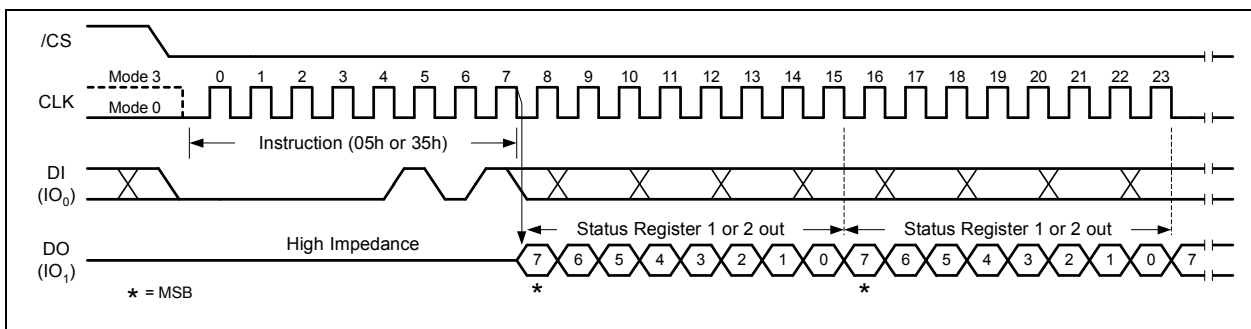 /CS
Mode 3
0 1 2 3 4 5 6 7 8 9 10 11 12 13 14 15 16 17 18 19 20 21 22 23
CLK
Mode 0
Instruction (05h or 35h)
DI
(IO0)
Status Register 1 or 2 out Status Register 1 or 2 out
High Impedance
DO
(IO1)
7 6 5 4 3 2 1 0 7 6 5 4 3 2 1 0 7
* *
* = MSB